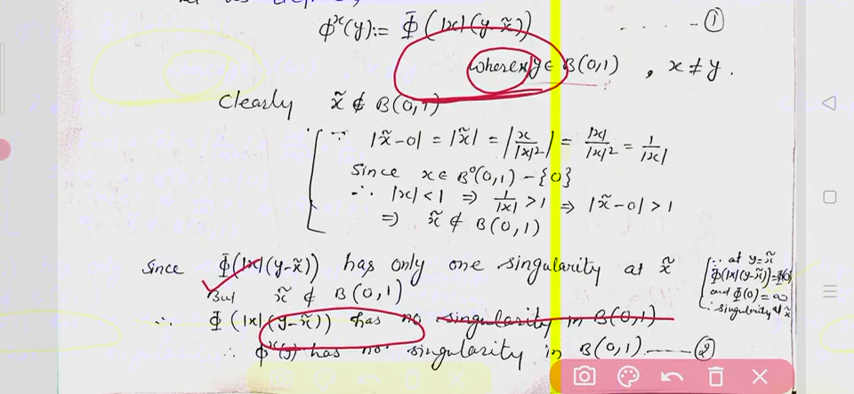 ϕˣ(y) := Φ(|x|(y-x̃)) ..... ①
where x, y ∈ B(0,1) , x ≠ y.
Clearly x̃ ∉ B(0,1)
∵ |x̃-0| = |x̃| = |x/|x|²| = |x|/|x|² = 1/|x|
Since x ∈ B⁰(0,1) - {0}
∴ |x| < 1 ⇒ 1/|x| > 1 ⇒ |x̃-0| > 1
⇒ x̃ ∉ B(0,1)
Since Φ(|x|(y-x̃)) has only one singularity at x̃
∵ at y=x̃
Φ(|x|(y-x̃))=Φ(0)
and Φ(0)=∞
∴ singularity at x̃
But x̃ ∉ B(0,1)
∴ Φ(|x|(y-x̃)) has no singularity in B(0,1)
∴ ϕˣ(y) has no singularity in B(0,1) ..... ②